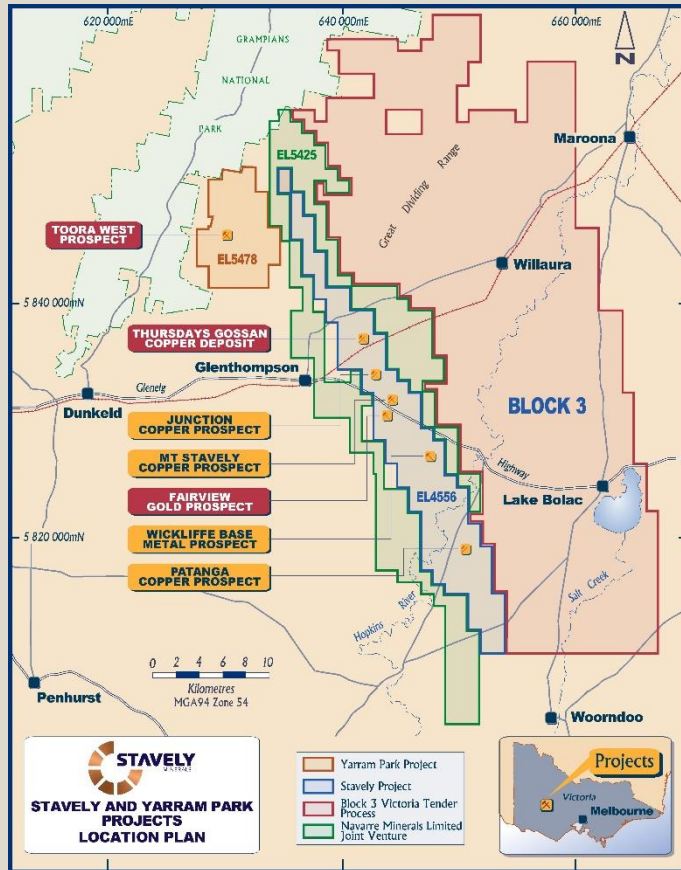 620 000mE
640 000mE
660 000mE
N
GRAMPIANS
NATIONAL
PARK
EL5425
Maroona
Great Dividing Range
TOORA WEST
PROSPECT
EL5478
Willaura
5 840 000mN
THURSDAYS GOSSAN
COPPER DEPOSIT
Glenthompson
Glenelg
Dunkeld
JUNCTION
COPPER PROSPECT
BLOCK 3
MT STAVELY
COPPER PROSPECT
Highway
FAIRVIEW
GOLD PROSPECT
EL4556
Lake Bolac
WICKLIFFE BASE
METAL PROSPECT
5 820 000mN
PATANGA
COPPER PROSPECT
Salt Creek
Hopkins River
0 2 4 6 8 10
Kilometres
MGA94 Zone 54
Penhurst
Woorndoo
STAVELY
MINERALS
STAVELY AND YARRAM PARK
PROJECTS
LOCATION PLAN
Yarram Park Project
Stavely Project
Block 3 Victoria Tender
Process
Navarre Minerals Limited
Joint Venture
Projects
Victoria
Melbourne